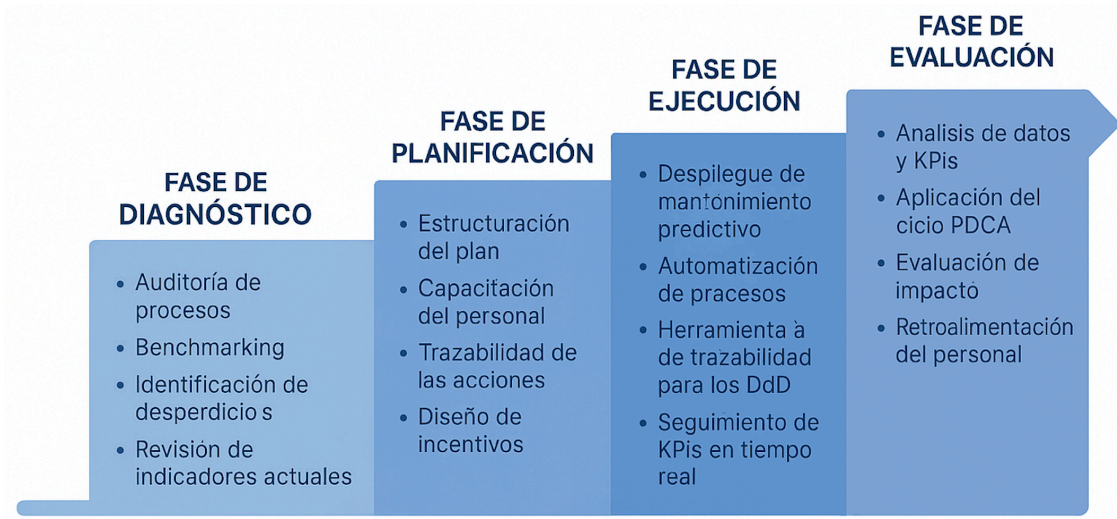 FASE DE
DIAGNÓSTICO
• Auditoría de
procesos
• Benchmarking
• Identificación de
desperdicio s
• Revisión de
indicadores actuales
FASE DE
PLANIFICACIÓN
• Estructuración
del plan
• Capacitación
del personal
• Trazabilidad de
las acciones
• Diseño de
incentivos
FASE DE
EJECUCIÓN
• Despilegue de
mantònimiento
predictivo
• Automatización
de pracesos
• Herramienta à
de trazabilidad
para los DdD
• Seguimiento de
KPis en tiempo
real
FASE DE
EVALUACIÓN
• Analisis de datos
y KPis
• Aplicación del
cicio PDCA
• Evaluación de
impactó
• Retroalimentación
del personal